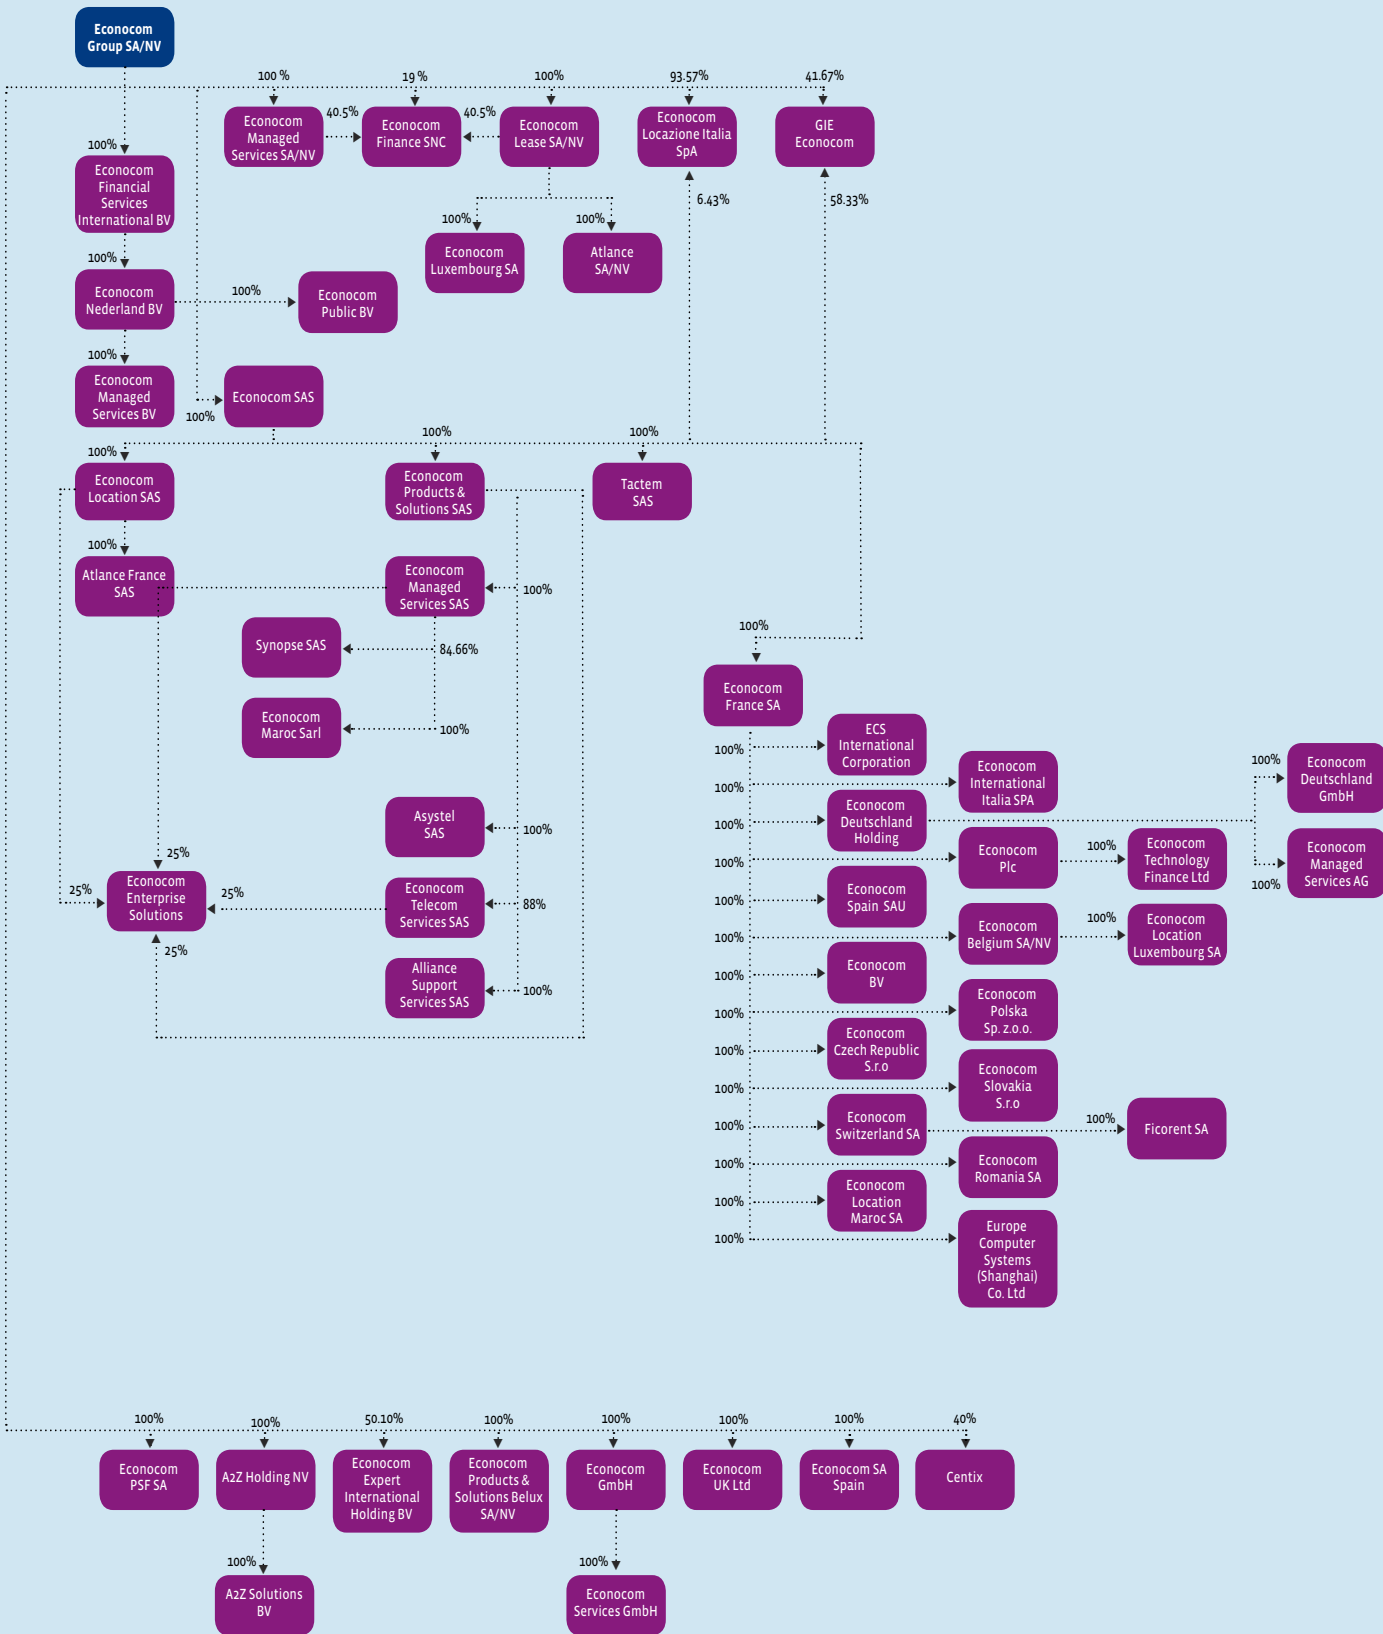 Econocom
Group SA/NV
100 %
19 %
100%
93.57%
41.67%
Econocom
Managed
Services SA/NV
40.5%
Econocom
Finance SNC
40.5%
Econocom
Lease SA/NV
Econocom
Locazione Italia
SpA
GIE
Econocom
100%
Econocom
Financial
Services
International BV
6.43%
58.33%
100%
100%
Econocom
Luxembourg SA
Atlance
SA/NV
100%
Econocom
Nederland BV
100%
Econocom
Public BV
100%
Econocom
Managed
Services BV
100%
Econocom SAS
100%
100%
100%
Econocom
Location SAS
Econocom
Products &
Solutions SAS
Tactem
SAS
100%
Atlance France
SAS
Econocom
Managed
Services SAS
100%
Synopse SAS
84.66%
Econocom
Maroc Sarl
100%
Asystel
SAS
100%
25%
25%
Econocom
Enterprise
Solutions
25%
Econocom
Telecom
Services SAS
88%
25%
Alliance
Support
Services SAS
100%
100%
Econocom
France SA
100%
ECS
International
Corporation
100%
Econocom
International
Italia SPA
100%
Econocom
Deutschland
Holding
100%
Econocom
Deutschland
GmbH
100%
Econocom
Plc
100%
Econocom
Technology
Finance Ltd
100%
Econocom
Managed
Services AG
100%
Econocom
Spain SAU
100%
Econocom
Belgium SA/NV
100%
Econocom
Location
Luxembourg SA
100%
Econocom
BV
100%
Econocom
Polska
Sp. z.o.o.
100%
Econocom
Czech Republic
S.r.o
100%
Econocom
Slovakia
S.r.o
100%
Econocom
Switzerland SA
100%
Ficorent SA
100%
Econocom
Romania SA
100%
Econocom
Location
Maroc SA
100%
Europe
Computer
Systems
(Shanghai)
Co. Ltd
100%
100%
50.10%
100%
100%
100%
100%
40%
Econocom
PSF SA
A2Z Holding NV
Econocom
Expert
International
Holding BV
Econocom
Products &
Solutions Belux
SA/NV
Econocom
GmbH
Econocom
UK Ltd
Econocom SA
Spain
Centix
100%
100%
A2Z Solutions
BV
Econocom
Services GmbH